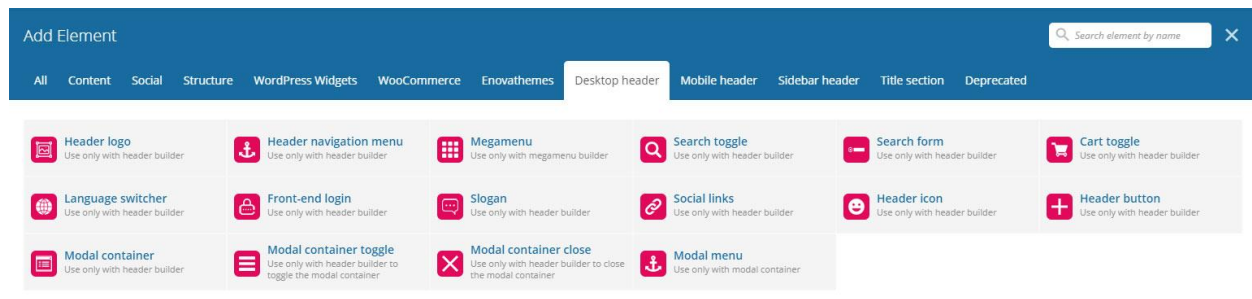 Add Element
Search element by name
All Content Social Structure WordPress Widgets WooCommerce Enovathemes Desktop header Mobile header Sidebar header Title section Deprecated
Header logo
Use only with header builder
Header navigation menu
Use only with header builder
Megamenu
Use only with megamenu builder
Search toggle
Use only with header builder
Search form
Use only with header builder
Cart toggle
Use only with header builder
Language switcher
Use only with header builder
Front-end login
Use only with header builder
Slogan
Use only with header builder
Social links
Use only with header builder
Header icon
Use only with header builder
Header button
Use only with header builder
Modal container
Use only with header builder
Modal container toggle
Use only with header builder to
toggle the modal container
Modal container close
Use only with header builder to close
the modal container
Modal menu
Use only with modal container